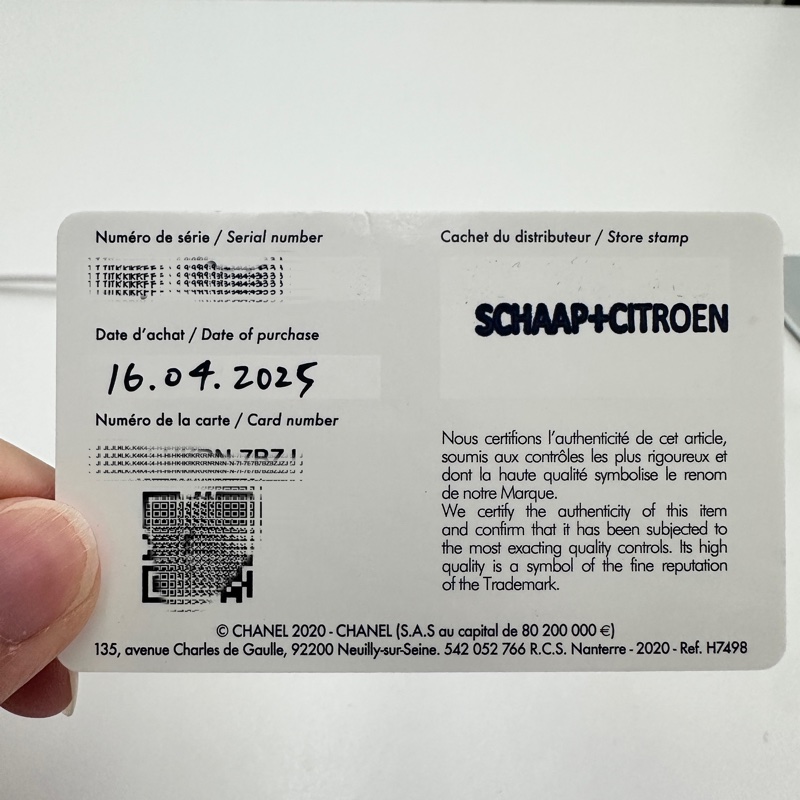 Numéro de série / Serial number
Cachet du distributeur / Store stamp
SCHAAP+CITROEN
Date d'achat / Date of purchase
16.04.2025
Numéro de la carte / Card number
Nous certifions l'authenticité de cet article,
soumis aux contrôles les plus rigoureux et
dont la haute qualité symbolise le renom
de notre Marque.
We certify the authenticity of this item
and confirm that it has been subjected to
the most exacting quality controls. Its high
quality is a symbol of the fine reputation
of the Trademark.
© CHANEL 2020 - CHANEL (S.A.S au capital de 80 200 000 €)
135, avenue Charles de Gaulle, 92200 Neuilly-sur-Seine. 542 052 766 R.C.S. Nanterre - 2020 - Ref. H7498